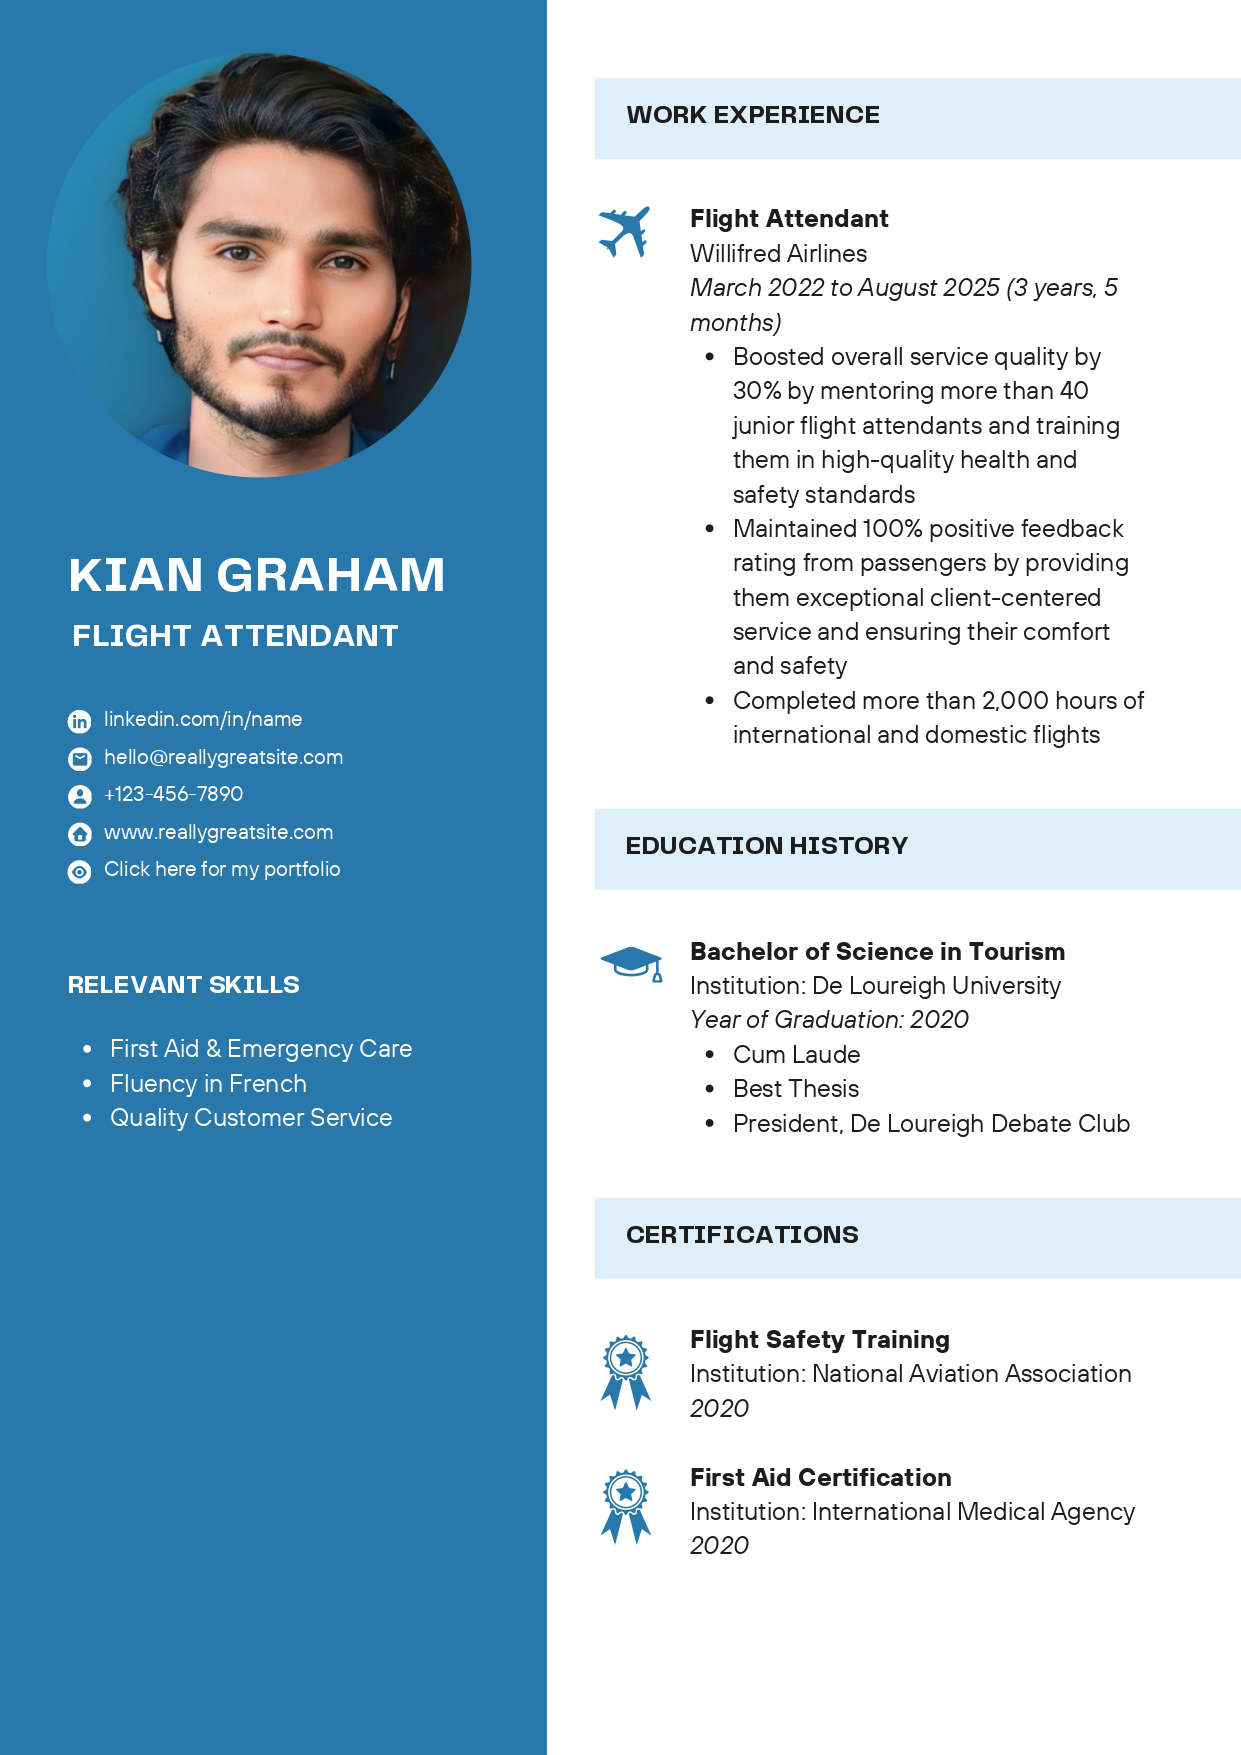 KIAN GRAHAM
FLIGHT ATTENDANT
linkedin.com/in/name
hello@reallygreatsite.com
+123-456-7890
www.reallygreatsite.com
Click here for my portfolio
RELEVANT SKILLS
• First Aid & Emergency Care
• Fluency in French
• Quality Customer Service
WORK EXPERIENCE
Flight Attendant
Willifred Airlines
March 2022 to August 2025 (3 years, 5
months)
• Boosted overall service quality by
30% by mentoring more than 40
junior flight attendants and training
them in high-quality health and
safety standards
• Maintained 100% positive feedback
rating from passengers by providing
them exceptional client-centered
service and ensuring their comfort
and safety
• Completed more than 2,000 hours of
international and domestic flights
EDUCATION HISTORY
Bachelor of Science in Tourism
Institution: De Loureigh University
Year of Graduation: 2020
• Cum Laude
• Best Thesis
• President, De Loureigh Debate Club
CERTIFICATIONS
Flight Safety Training
Institution: National Aviation Association
2020
First Aid Certification
Institution: International Medical Agency
2020